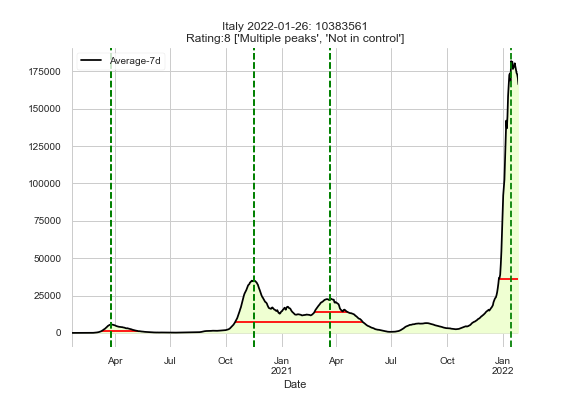 Italy 2022-01-26: 10383561
Rating:8 ['Multiple peaks', 'Not in control']
Average-7d
175000
150000
125000
100000
75000
50000
25000
0
Apr Jul Oct Jan Apr Jul Oct Jan
2021 2022
Date